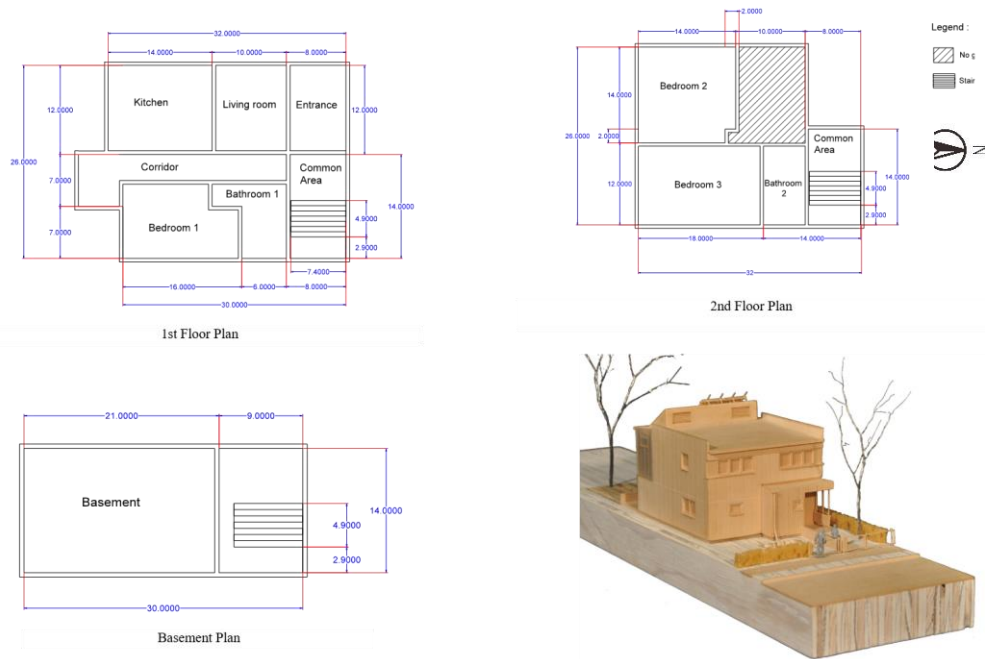 32.0000
14.0000
10.0000
8.0000
Kitchen
Living room
Entrance
12.0000
12.0000
26.0000
Corridor
Common
Area
7.0000
Bathroom 1
14.0000
4.9000
Bedroom 1
7.0000
2.9000
7.4000
16.0000
6.0000
8.0000
30.0000
1st Floor Plan
2.0000
14.0000
10.0000
8.0000
Bedroom 2
14.0000
26.0000
2.0000
Common
Area
Bedroom 3
Bathroom
2
12.0000
14.0000
4.9000
2.9000
18.0000
14.0000
32
2nd Floor Plan
Legend :
No g
Stair
N
21.0000
9.0000
Basement
14.0000
4.9000
2.9000
30.0000
Basement Plan